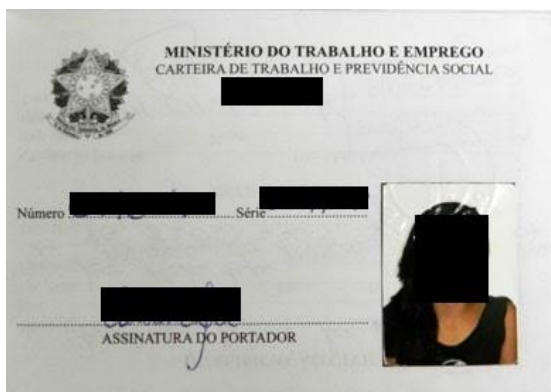 MINISTÉRIO DO TRABALHO E EMPREGO
CARTEIRA DE TRABALHO E PREVIDÊNCIA SOCIAL
Número Série
ASSINATURA DO PORTADOR